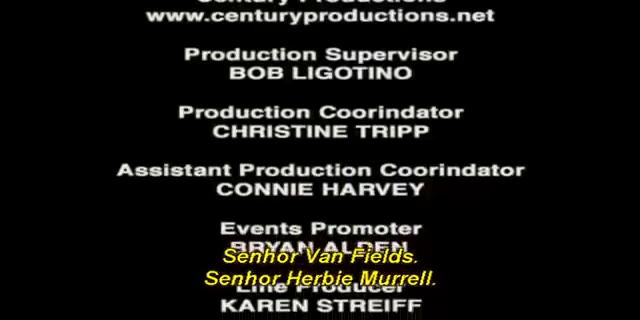 Century Productions
www.centuryproductions.net
Production Supervisor
BOB LIGOTINO
Production Coorindator
CHRISTINE TRIPP
Assistant Production Coorindator
CONNIE HARVEY
Events Promoter
BRYAN ALDEN
Senhor Van Fields.
Senhor Herbie Murrell.
Line Producer
KAREN STREIFF